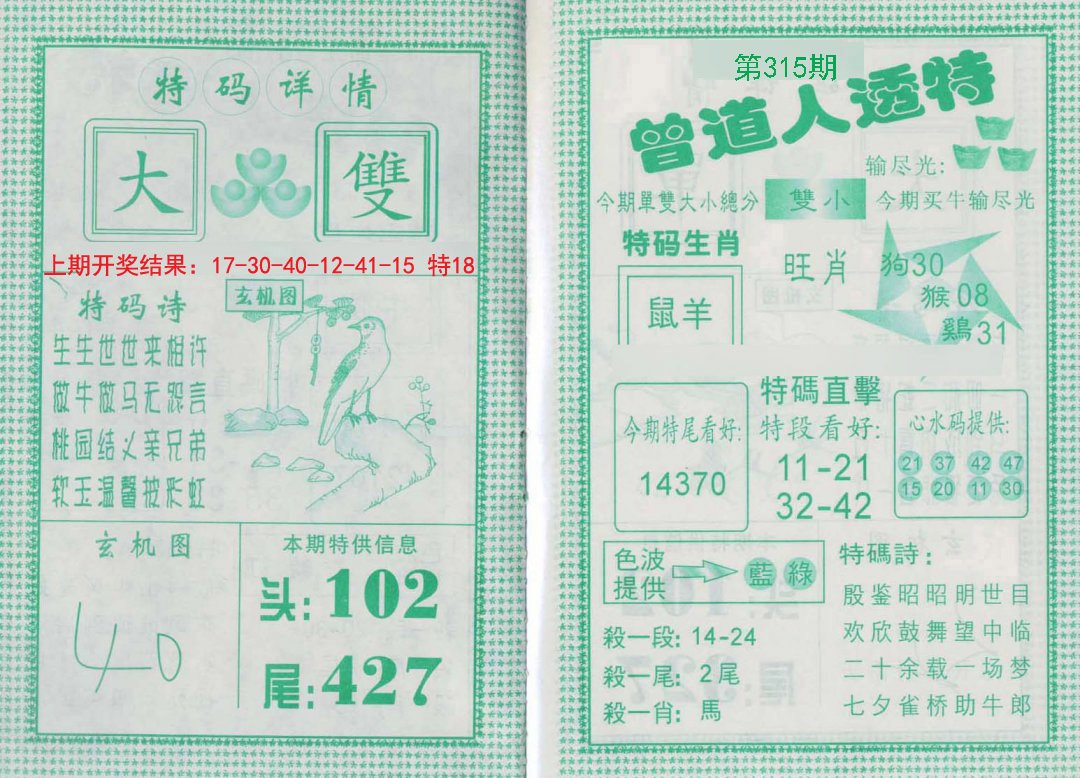 特码详情
大 雙
上期开奖结果：17-30-40-12-41-15 特18
特码诗
玄机图
生生世世来相许
做牛做马无怨言
桃园结义亲兄弟
软玉温馨披彩虹
玄机图
40
本期特供信息
头:102
尾:427
第315期
曾道人透特
输尽光:
今期單雙大小總分 雙小 今期买牛输尽光
特码生肖
鼠羊
旺肖
狗30
猴08
鷄31
特碼直擊
今期特尾看好:
14370
特段看好:
11-21
32-42
心水码提供:
21 37 42 47
15 20 11 30
色波
提供
藍 綠
殺一段: 14-24
殺一尾: 2尾
殺一肖: 馬
特碼詩:
殷鉴昭昭明世目
欢欣鼓舞望中临
二十余载一场梦
七夕雀桥助牛郎